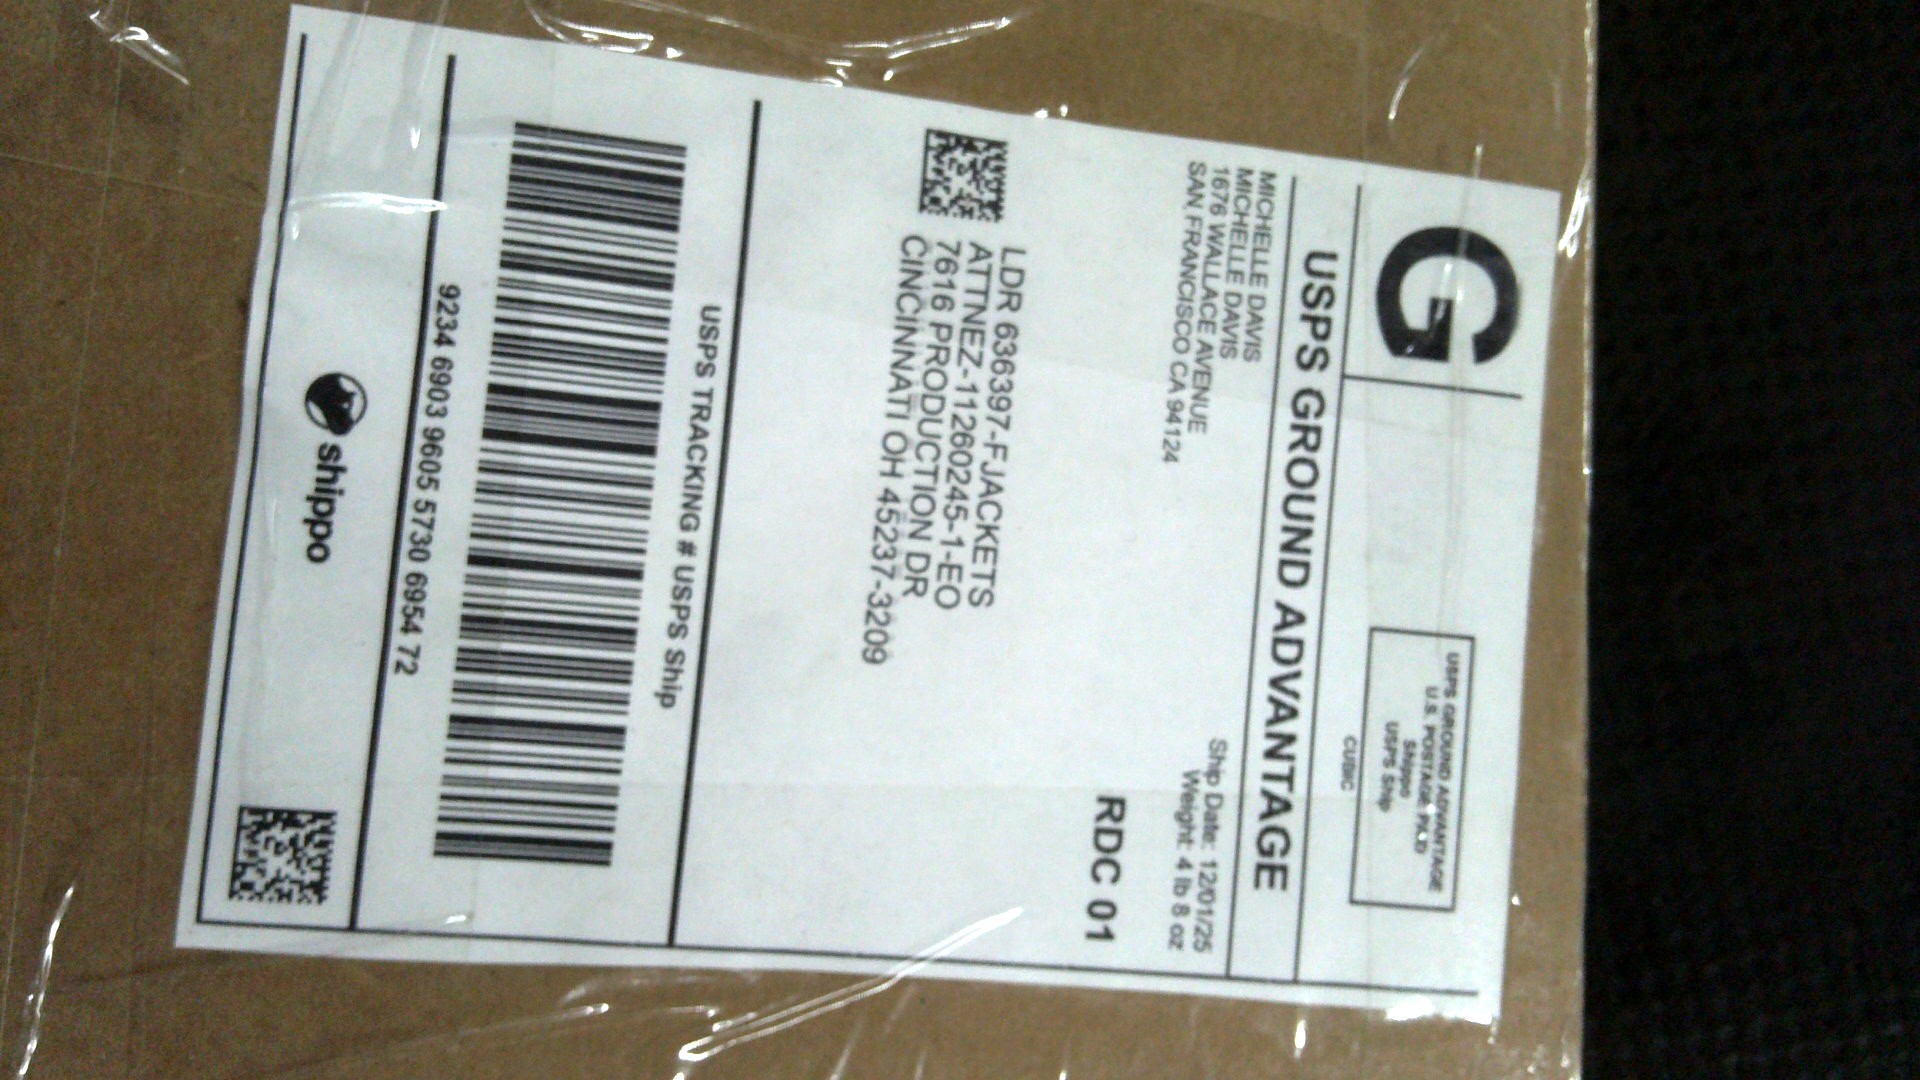 G
USPS GROUND ADVANTAGE
U.S. POSTAGE PAID
Shippo
USPS Ship
CUBIC
USPS GROUND ADVANTAGE
MICHELLE DAVIS
MICHELLE DAVIS
1676 WALLACE AVENUE
SAN FRANCISCO CA 94124
Ship Date: 12/01/25
Weight: 4 lb 8 oz
RDC 01
LDR 636397-FJACKETS
ATTNEZ-11260245-1-EO
7616 PRODUCTION DR
CINCINNATI OH 45237-3209
USPS TRACKING # USPS Ship
9234 6903 9605 5730 6954 72
shippo